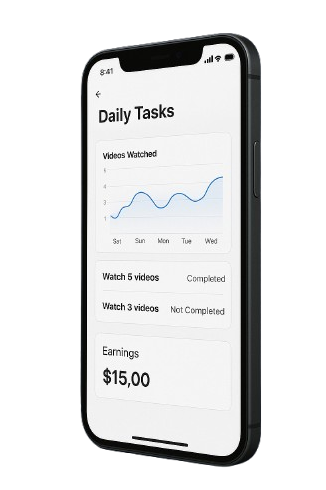 8:41
Daily Tasks
Videos Watched
5
4
3
1
Sat Sun Mon Tue Wed
Watch 5 videos Completed
Watch 3 videos Not Completed
Earnings
$15,00